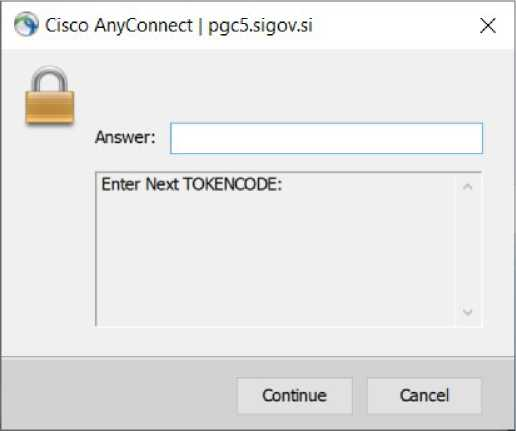 Cisco AnyConnect | pgc5.sigov.si
Answer:
Enter Next TOKENCODE:
Continue
Cancel